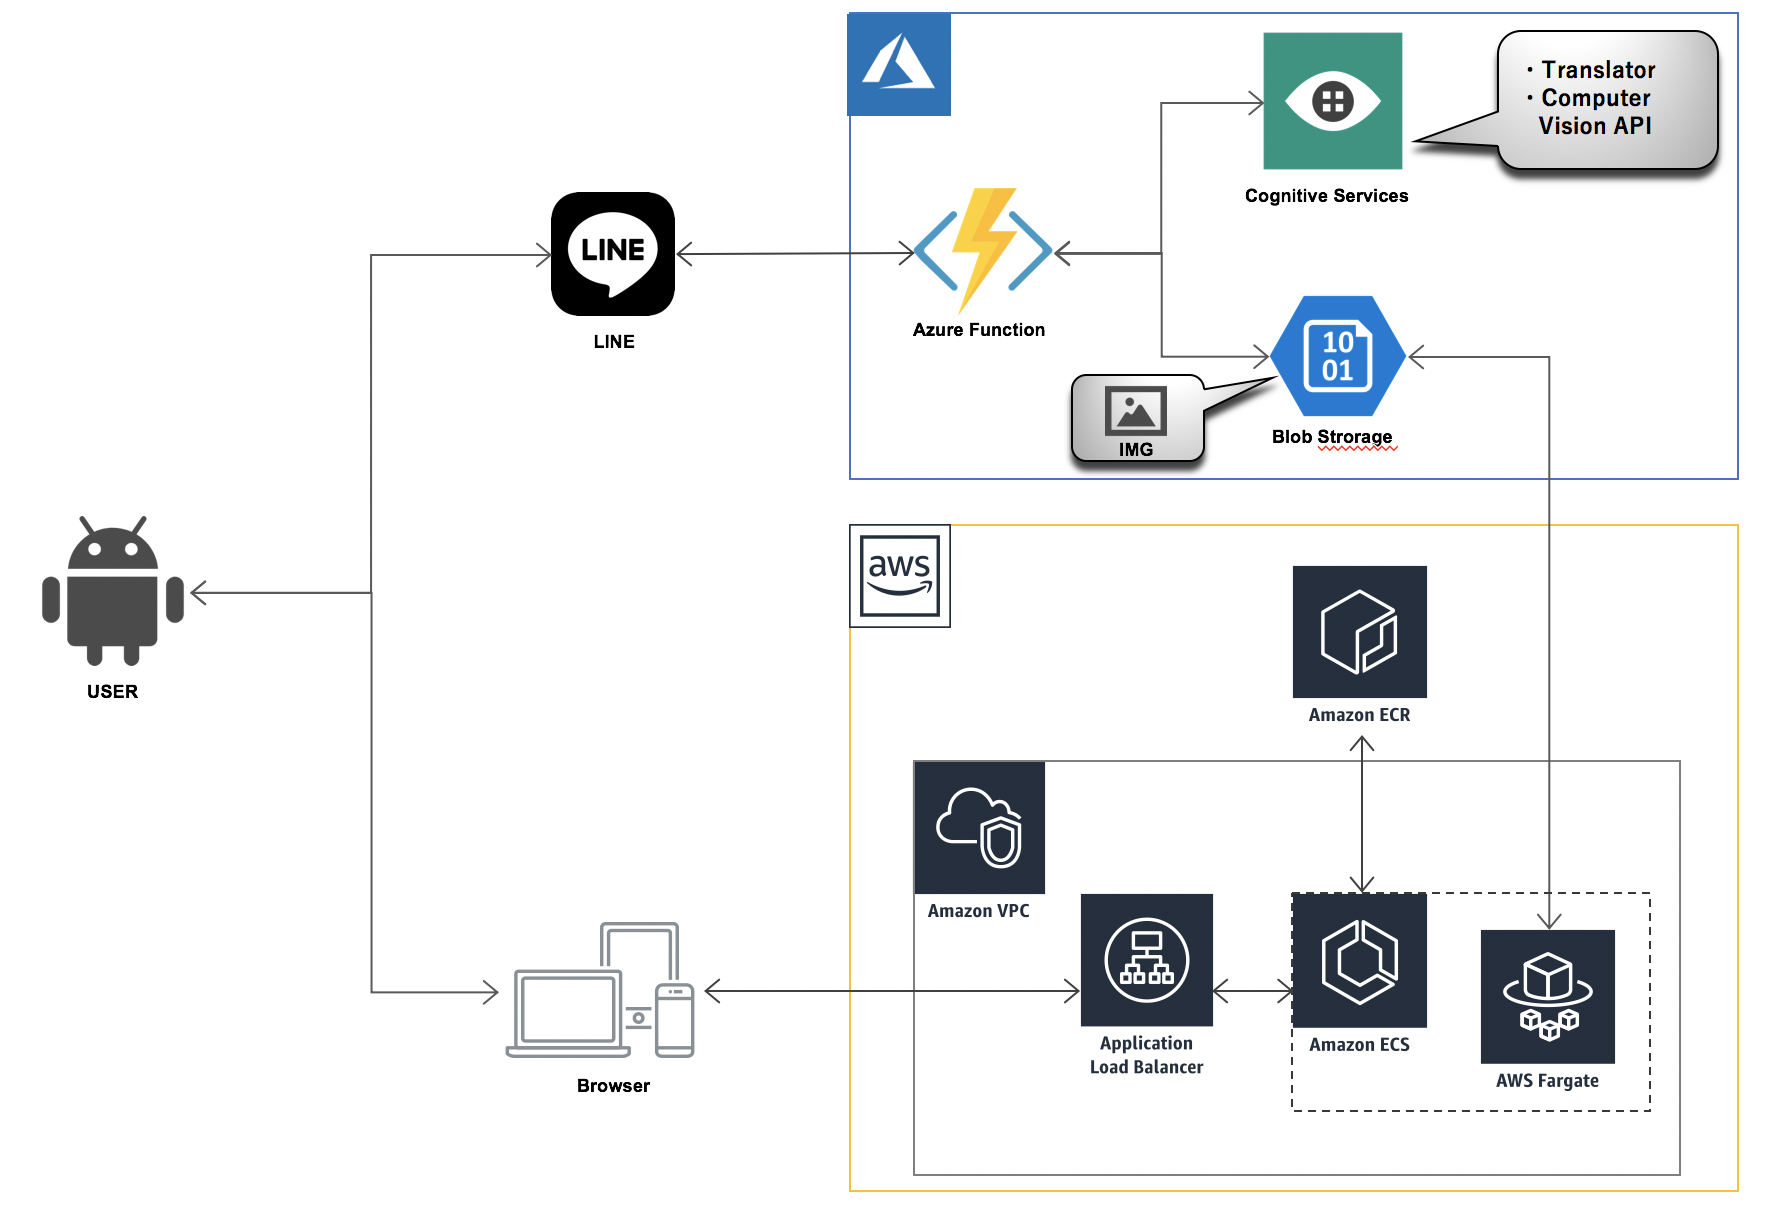 ・Translator
・Computer
Vision API
Cognitive Services
LINE
LINE
Azure Function
10
01
IMG
Blob Strorage
USER
aws
Amazon ECR
Amazon VPC
Application
Load Balancer
Amazon ECS
AWS Fargate
Browser